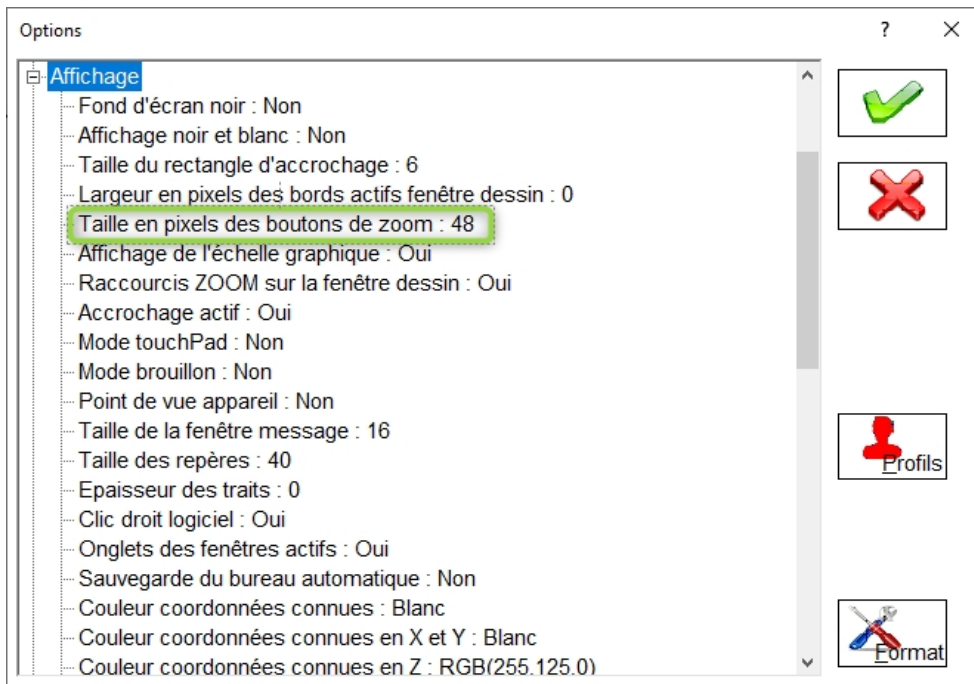 Options
?
Affichage
Fond d'écran noir : Non
Affichage noir et blanc : Non
Taille du rectangle d'accrochage : 6
Largeur en pixels des bords actifs fenêtre dessin : 0
Taille en pixels des boutons de zoom : 48
Affichage de l'échelle graphique : Oui
Raccourcis ZOOM sur la fenêtre dessin : Oui
Accrochage actif : Oui
Mode touchPad : Non
Mode brouillon : Non
Point de vue appareil : Non
Taille de la fenêtre message : 16
Taille des repères : 40
Epaisseur des traits : 0
Clic droit logiciel : Oui
Onglets des fenêtres actifs : Oui
Sauvegarde du bureau automatique : Non
Couleur coordonnées connues : Blanc
Couleur coordonnées connues en X et Y : Blanc
Couleur coordonnées connues en Z : RGB(255.125.0)
Profils
Format